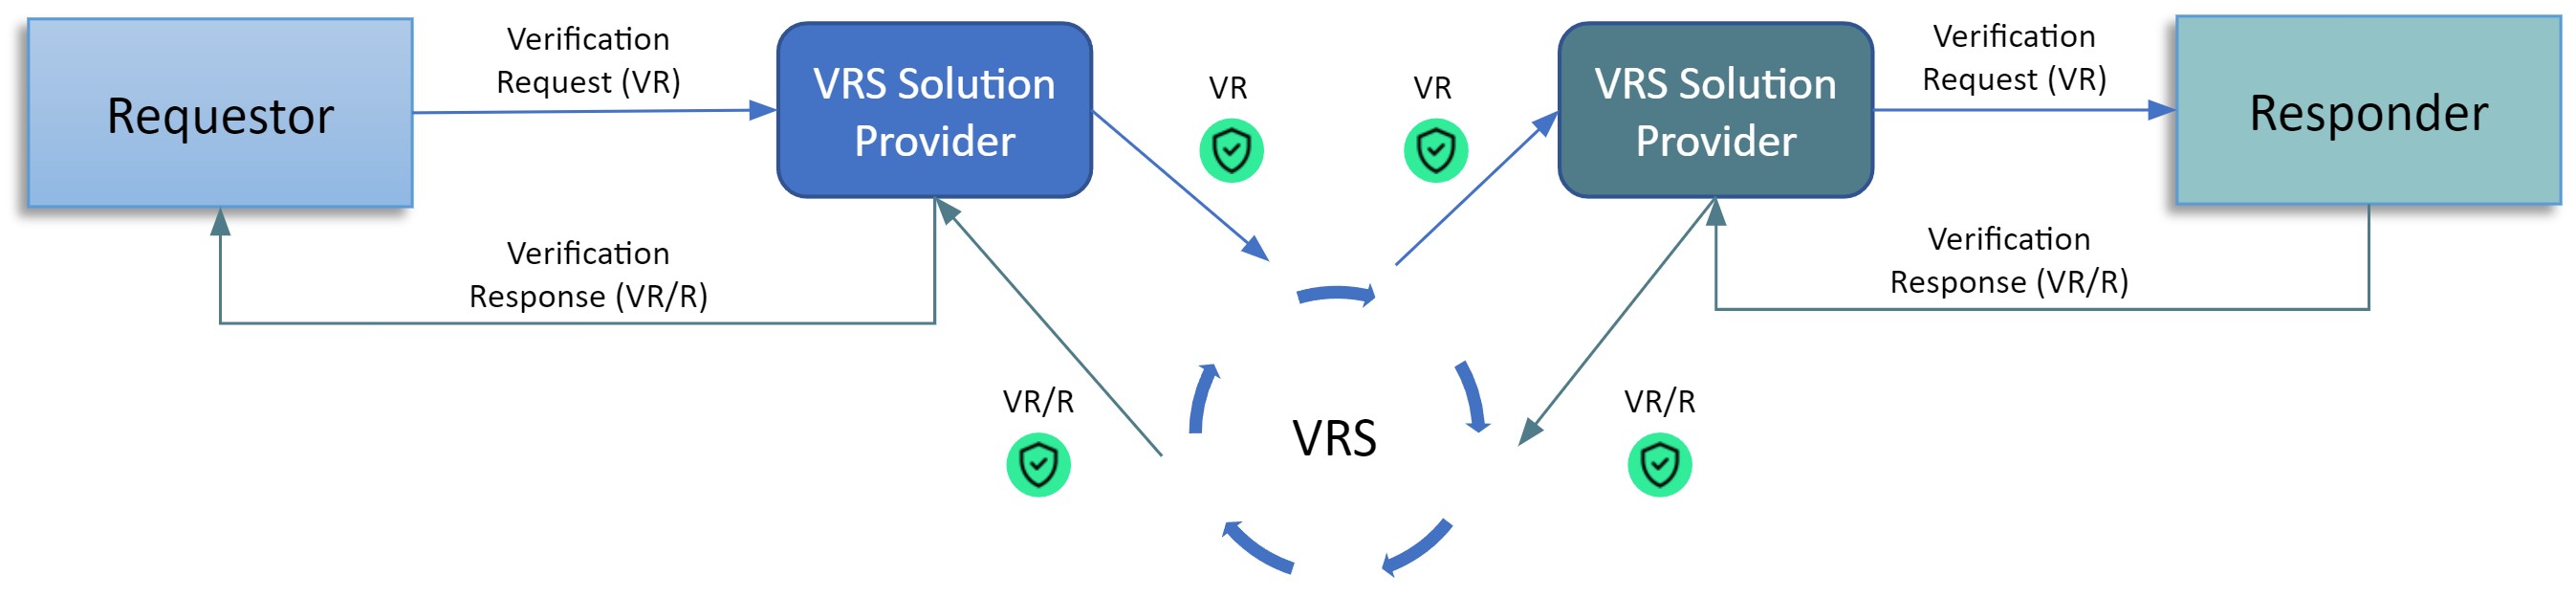 Requestor
Verification
Request (VR)
VRS Solution
Provider
VR
VR
VRS Solution
Provider
Verification
Request (VR)
Responder
Verification
Response (VR/R)
Verification
Response (VR/R)
VR/R
VRS
VR/R